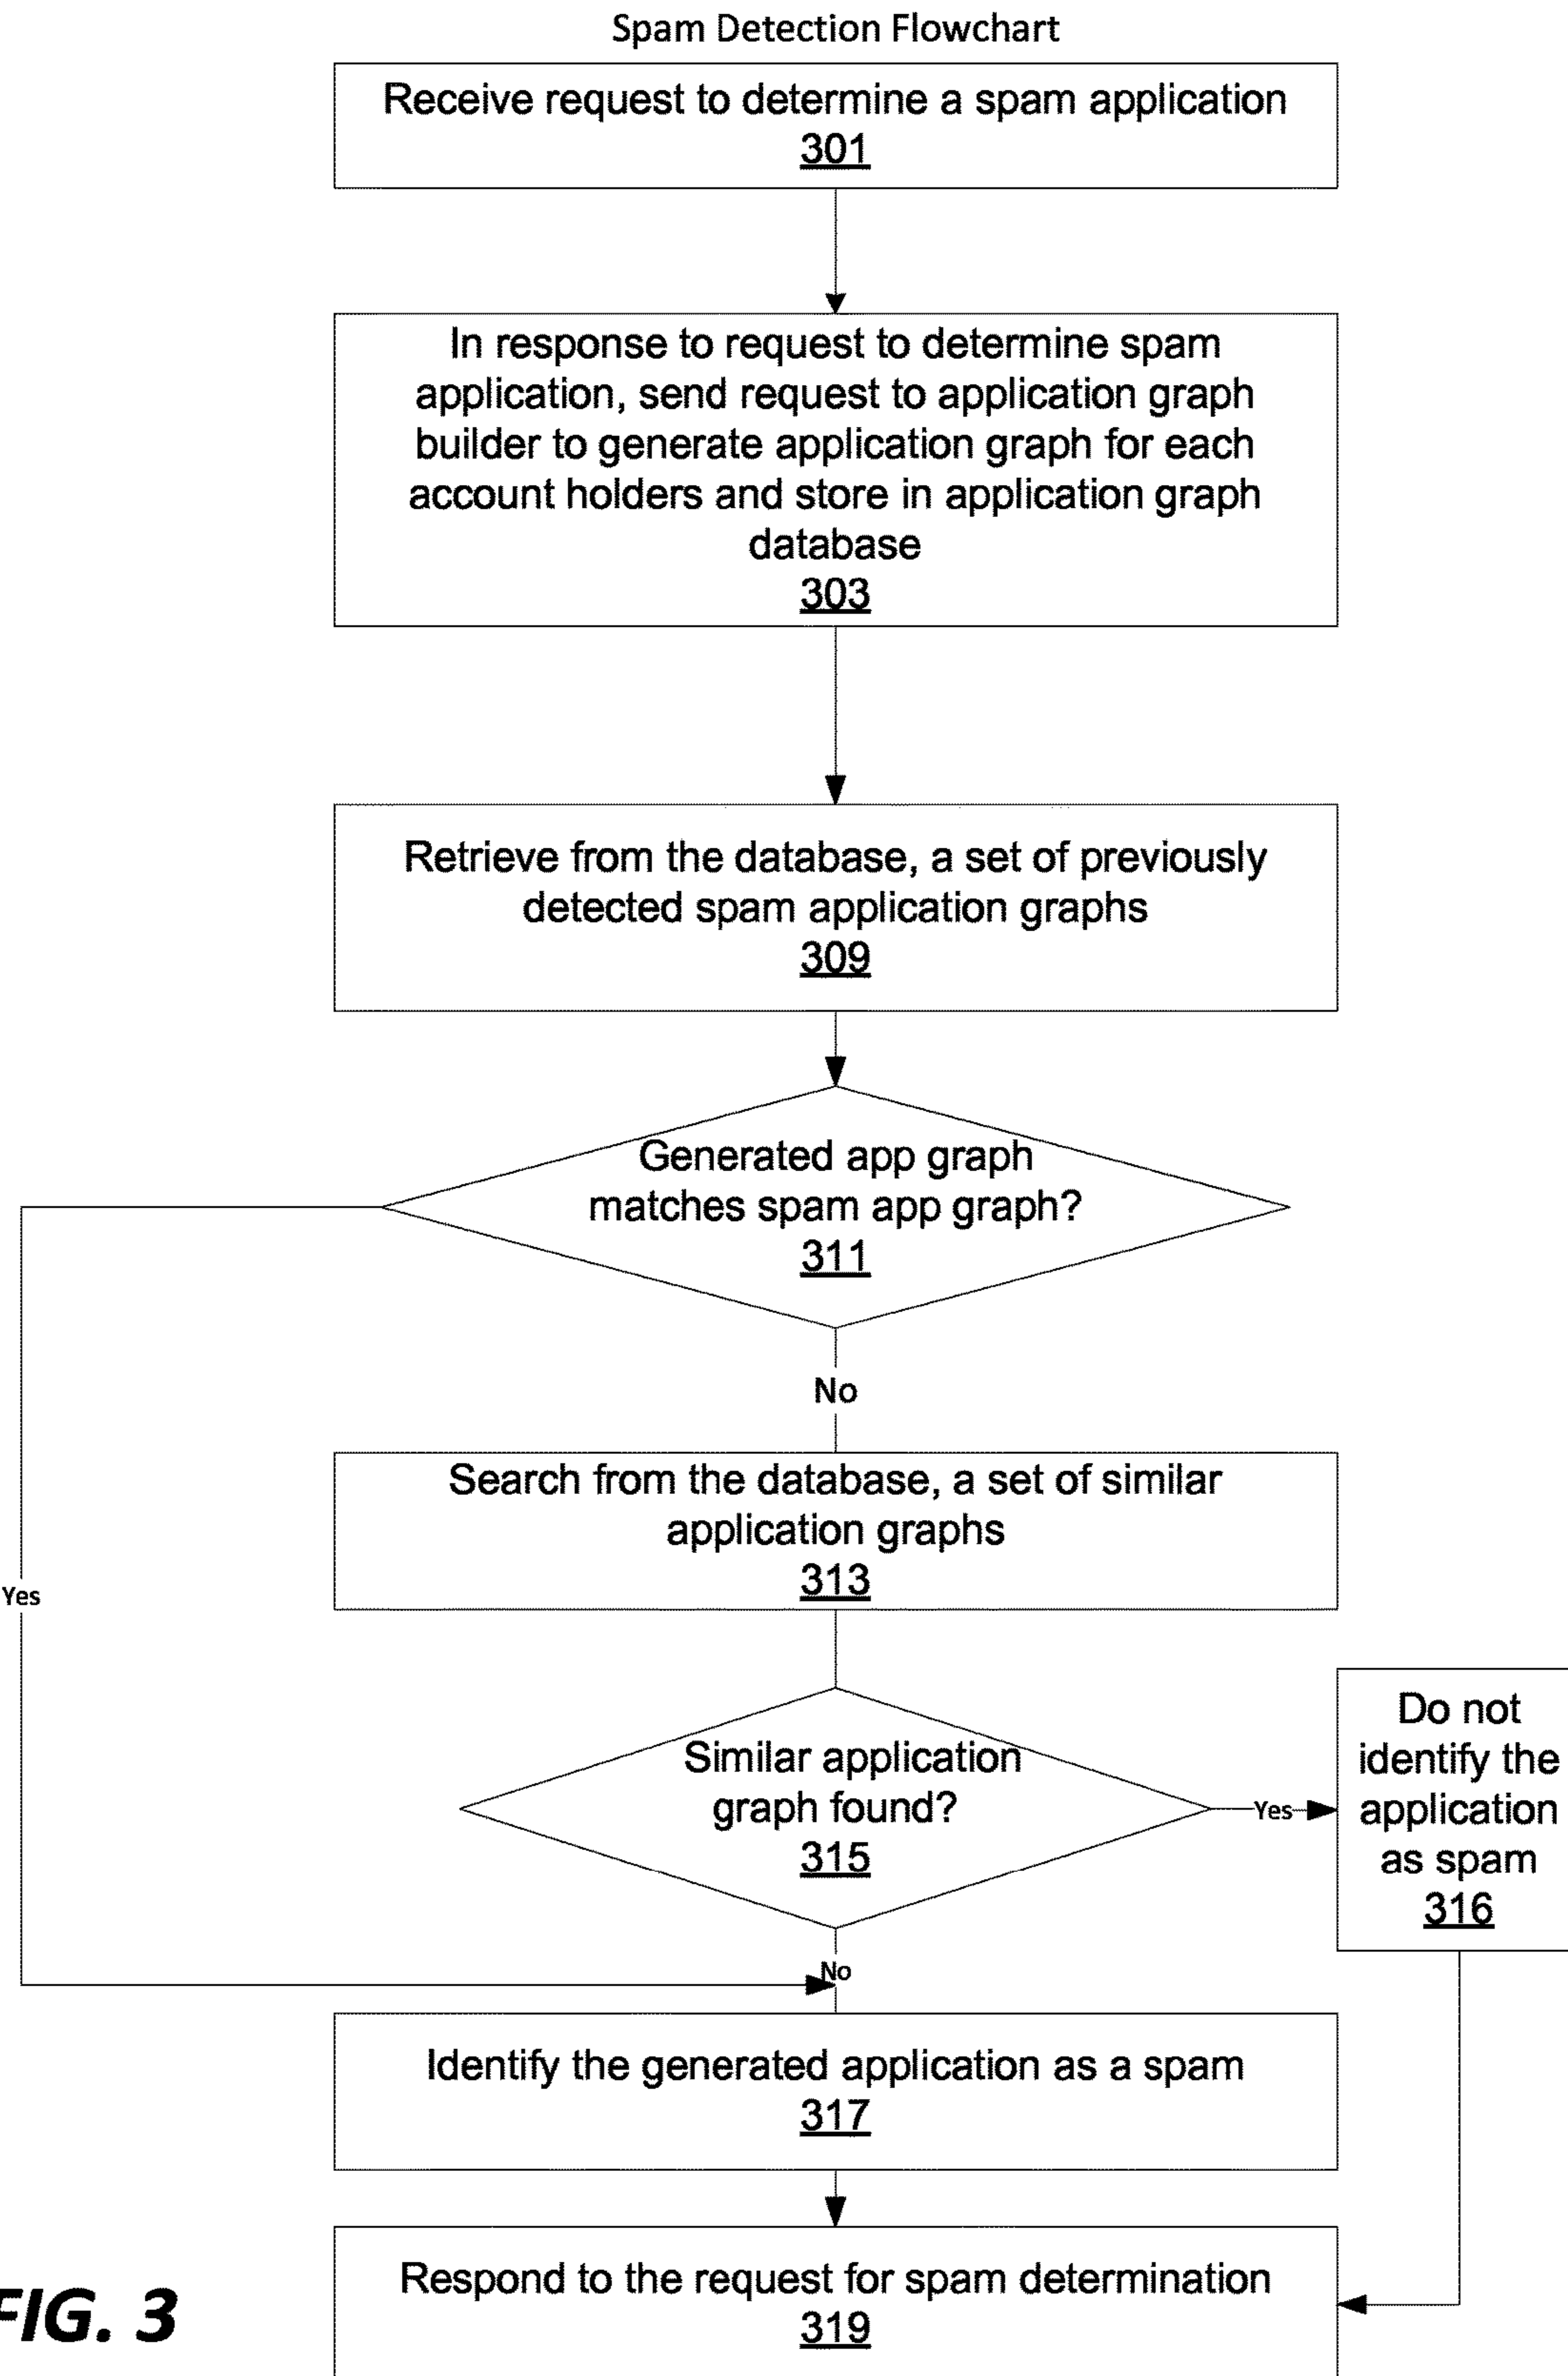 Spam Detection Flowchart
Receive request to determine a spam application
301
In response to request to determine spam
application, send request to application graph
builder to generate application graph for each
account holders and store in application graph
database
303
Retrieve from the database, a set of previously
detected spam application graphs
309
Generated app graph
matches spam app graph?
311
No
Search from the database, a set of similar
application graphs
313
Yes
Similar application
graph found?
315
Yes
Do not
identify the
application
as spam
316
No
Identify the generated application as a spam
317
Respond to the request for spam determination
319
FIG. 3